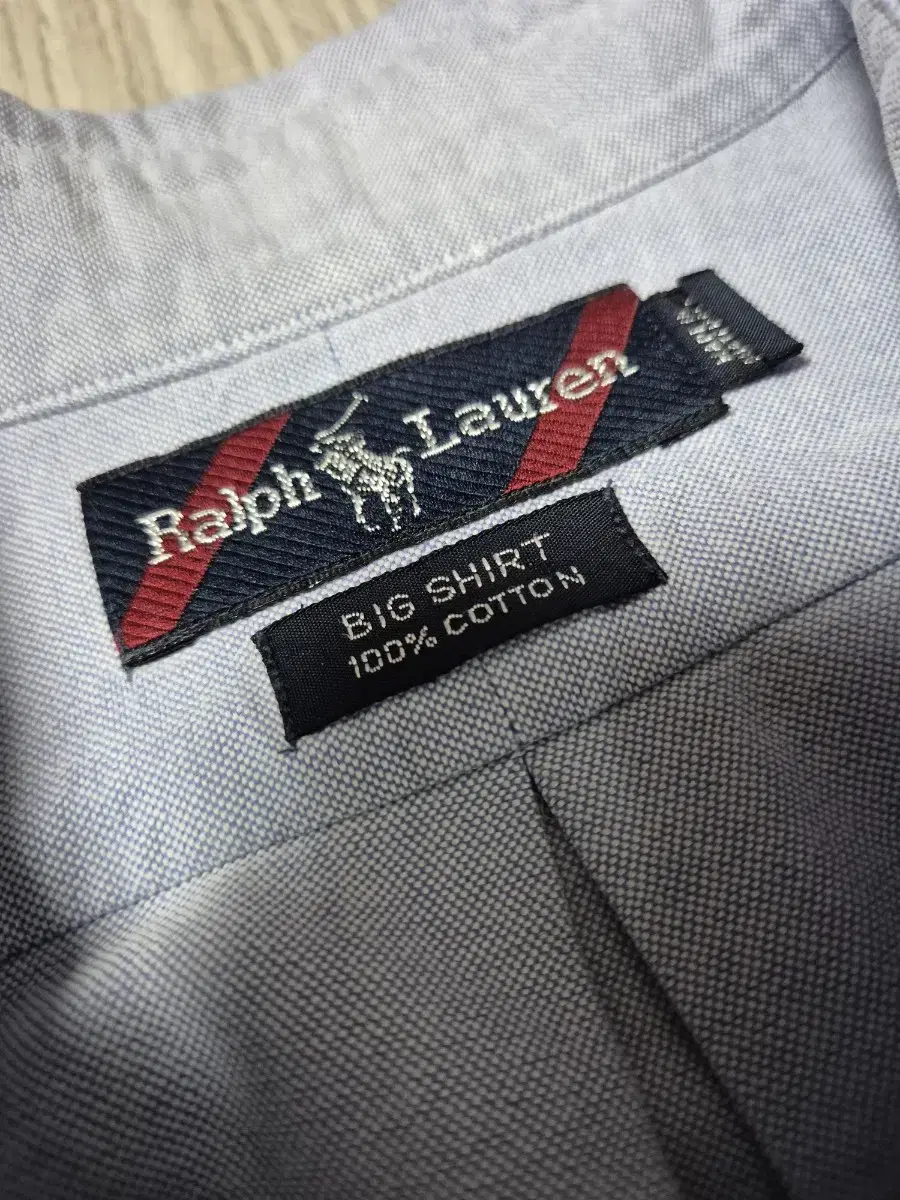 Ralph Lauren
BIG SHIRT
100% COTTON